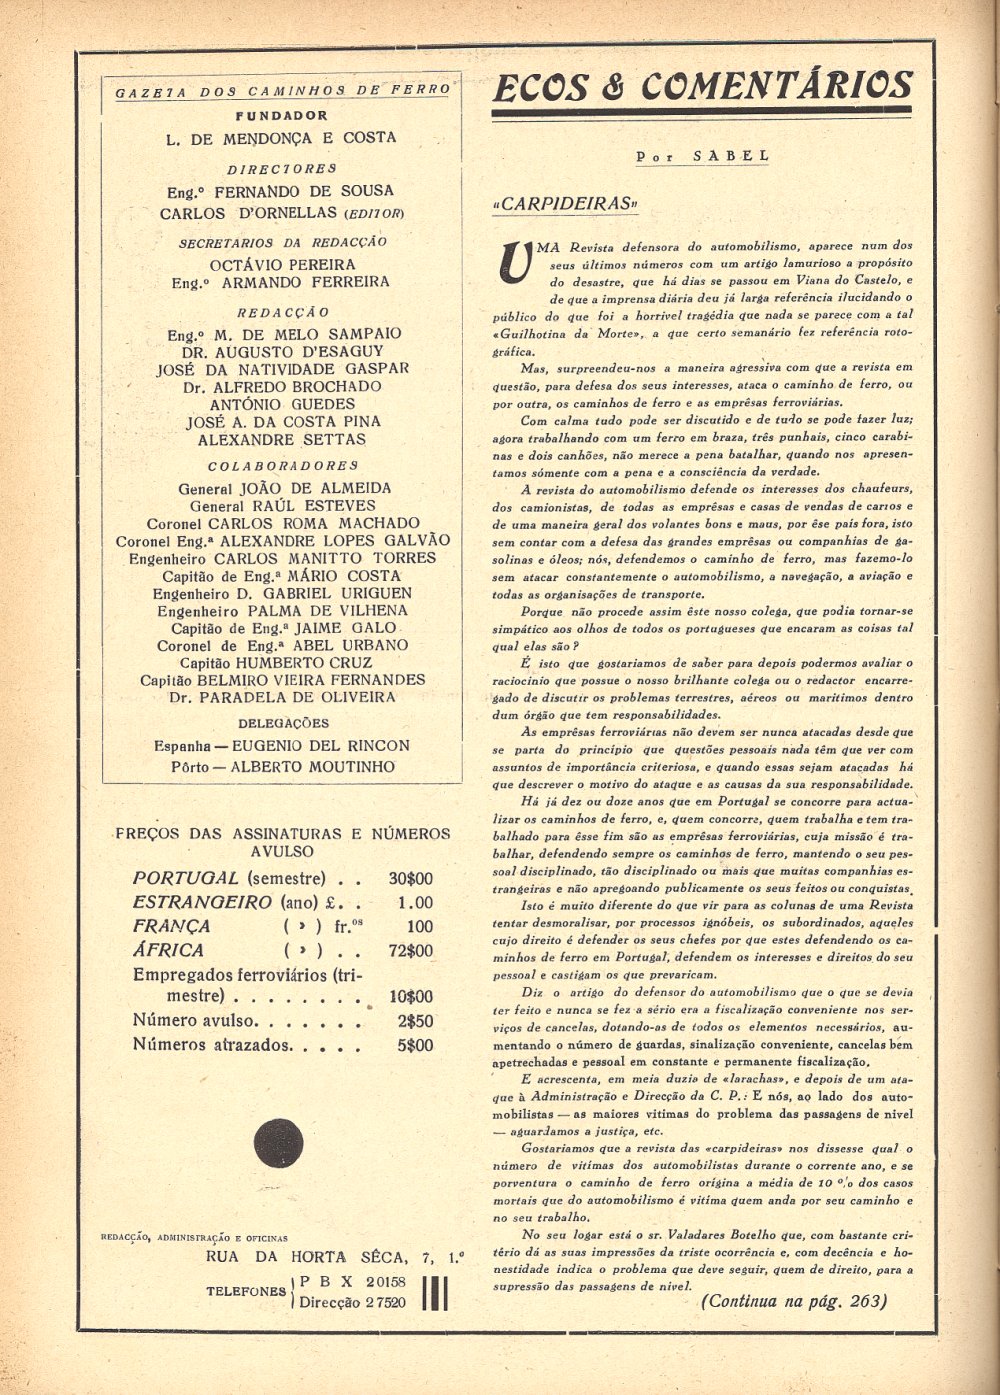 GAZETA DOS CAMINHOS DE FERRO
FUNDADOR
L. DE MENDONÇA E COSTA
DIRECTORES
Eng.º FERNANDO DE SOUSA
CARLOS D'ORNELLAS (EDITOR)
SECRETARIOS DA REDACÇÃO
OCTÁVIO PEREIRA
Eng.º ARMANDO FERREIRA
REDACÇÃO
Eng.º M. DE MELO SAMPAIO
DR. AUGUSTO D'ESAGUY
JOSÉ DA NATIVIDADE GASPAR
Dr. ALFREDO BROCHADO
ANTÓNIO GUEDES
JOSÉ A. DA COSTA PINA
ALEXANDRE SETTAS
COLABORADORES
General JOÃO DE ALMEIDA
General RAÚL ESTEVES
Coronel CARLOS ROMA MACHADO
Coronel Eng.ª ALEXANDRE LOPES GALVÃO
Engenheiro CARLOS MANITTO TORRES
Capitão de Eng.ª MÁRIO COSTA
Engenheiro D. GABRIEL URIGUEN
Engenheiro PALMA DE VILHENA
Capitão de Eng.ª JAIME GALO
Coronel de Eng.ª ABEL URBANO
Capitão HUMBERTO CRUZ
Capitão BELMIRO VIEIRA FERNANDES
Dr. PARADELA DE OLIVEIRA
DELEGAÇÕES
Espanha — EUGENIO DEL RINCON
Pôrto — ALBERTO MOUTINHO
FREÇOS DAS ASSINATURAS E NÚMEROS
AVULSO
PORTUGAL (semestre) . . 30$00
ESTRANGEIRO (ano) £. . 1.00
FRANÇA ( » ) fr.os 100
ÁFRICA ( » ) . . 72$00
Empregados ferroviários (tri-
mestre) . . . . . . . . 10$00
Número avulso. . . . . . . 2$50
Números atrazados. . . . . 5$00
REDACÇÃO, ADMINISTRAÇÃO E OFICINAS
RUA DA HORTA SÊCA, 7, 1.º
TELEFONES
P B X 20158
Direcção 27520
ECOS & COMENTÁRIOS
Por SABEL
«CARPIDEIRAS»
UMA Revista defensora do automobilismo, aparece num dos
seus últimos números com um artigo lamurioso a propósito
do desastre, que há dias se passou em Viana do Castelo, e
de que a imprensa diária deu já larga referência ilucidando o
público do que foi a horrível tragédia que nada se parece com a tal
«Guilhotina da Morte», a que certo semanário fez referência roto-
gráfica.
Mas, surpreendeu-nos a maneira agressiva com que a revista em
questão, para defesa dos seus interesses, ataca o caminho de ferro, ou
por outra, os caminhos de ferro e as emprêsas ferroviárias.
Com calma tudo pode ser discutido e de tudo se pode fazer luz;
agora trabalhando com um ferro em braza, três punhais, cinco carabi-
nas e dois canhões, não merece a pena batalhar, quando nos apresen-
tamos sómente com a pena e a consciência da verdade.
A revista do automobilismo defende os interesses dos chaufeurs,
dos camionistas, de todas as emprêsas e casas de vendas de carros e
de uma maneira geral dos volantes bons e maus, por êse país fora, isto
sem contar com a defesa das grandes emprêsas ou companhias de ga-
solinas e óleos; nós, defendemos o caminho de ferro, mas fazemo-lo
sem atacar constantemente o automobilismo, a navegação, a aviação e
todas as organisações de transporte.
Porque não procede assim êste nosso colega, que podia tornar-se
simpático aos olhos de todos os portugueses que encaram as coisas tal
qual elas são?
É isto que gostariamos de saber para depois podermos avaliar o
raciocinio que possue o nosso brilhante colega ou o redactor encarre-
gado de discutir os problemas terrestres, aéreos ou marítimos dentro
dum órgão que tem responsabilidades.
As emprêsas ferroviárias não devem ser nunca atacadas desde que
se parta do princípio que questões pessoais nada têm que ver com
assuntos de importância criteriosa, e quando essas sejam atacadas há
que descrever o motivo do ataque e as causas da sua responsabilidade.
Há já dez ou doze anos que em Portugal se concorre para actua-
lizar os caminhos de ferro, e, quem concorre, quem trabalha e tem tra-
balhado para êsse fim são as emprêsas ferroviárias, cuja missão é tra-
balhar, defendendo sempre os caminhos de ferro, mantendo o seu pes-
soal disciplinado, tão disciplinado ou mais que muitas companhias es-
trangeiras e não apregoando publicamente os seus feitos ou conquistas.
Isto é muito diferente do que vir para as colunas de uma Revista
tentar desmoralisar, por processos ignóbeis, os subordinados, aqueles
cujo direito é defender os seus chefes por que estes defendendo os ca-
minhos de ferro em Portugal, defendem os interesses e direitos do seu
pessoal e castigam os que prevaricam.
Diz o artigo do defensor do automobilismo que o que se devia
ter feito e nunca se fez a sério era a fiscalização conveniente nos ser-
viços de cancelas, dotando-as de todos os elementos necessários, au-
mentando o número de guardas, sinalização conveniente, cancelas bem
apetrechadas e pessoal em constante e permanente fiscalização.
E acrescenta, em meia duzia de «larachas», e depois de um ata-
que à Administração e Direcção da C. P.: E nós, ao lado dos auto-
mobilistas — as maiores vitimas do problema das passagens de nivel
— aguardamos a justiça, etc.
Gostariamos que a revista das «carpideiras» nos dissesse qual o
número de vitímas dos automobilistas durante o corrente ano, e se
porventura o caminho de ferro orígina a média de 10 % dos casos
mortais que do automobilismo é vitima quem anda por seu caminho e
no seu trabalho.
No seu logar está o sr. Valadares Botelho que, com bastante cri-
tério dá as suas impressões da triste ocorrência e, com decência e ho-
nestidade indica o problema que deve seguir, quem de direito, para a
supressão das passagens de nivel.
(Continua na pág. 263)